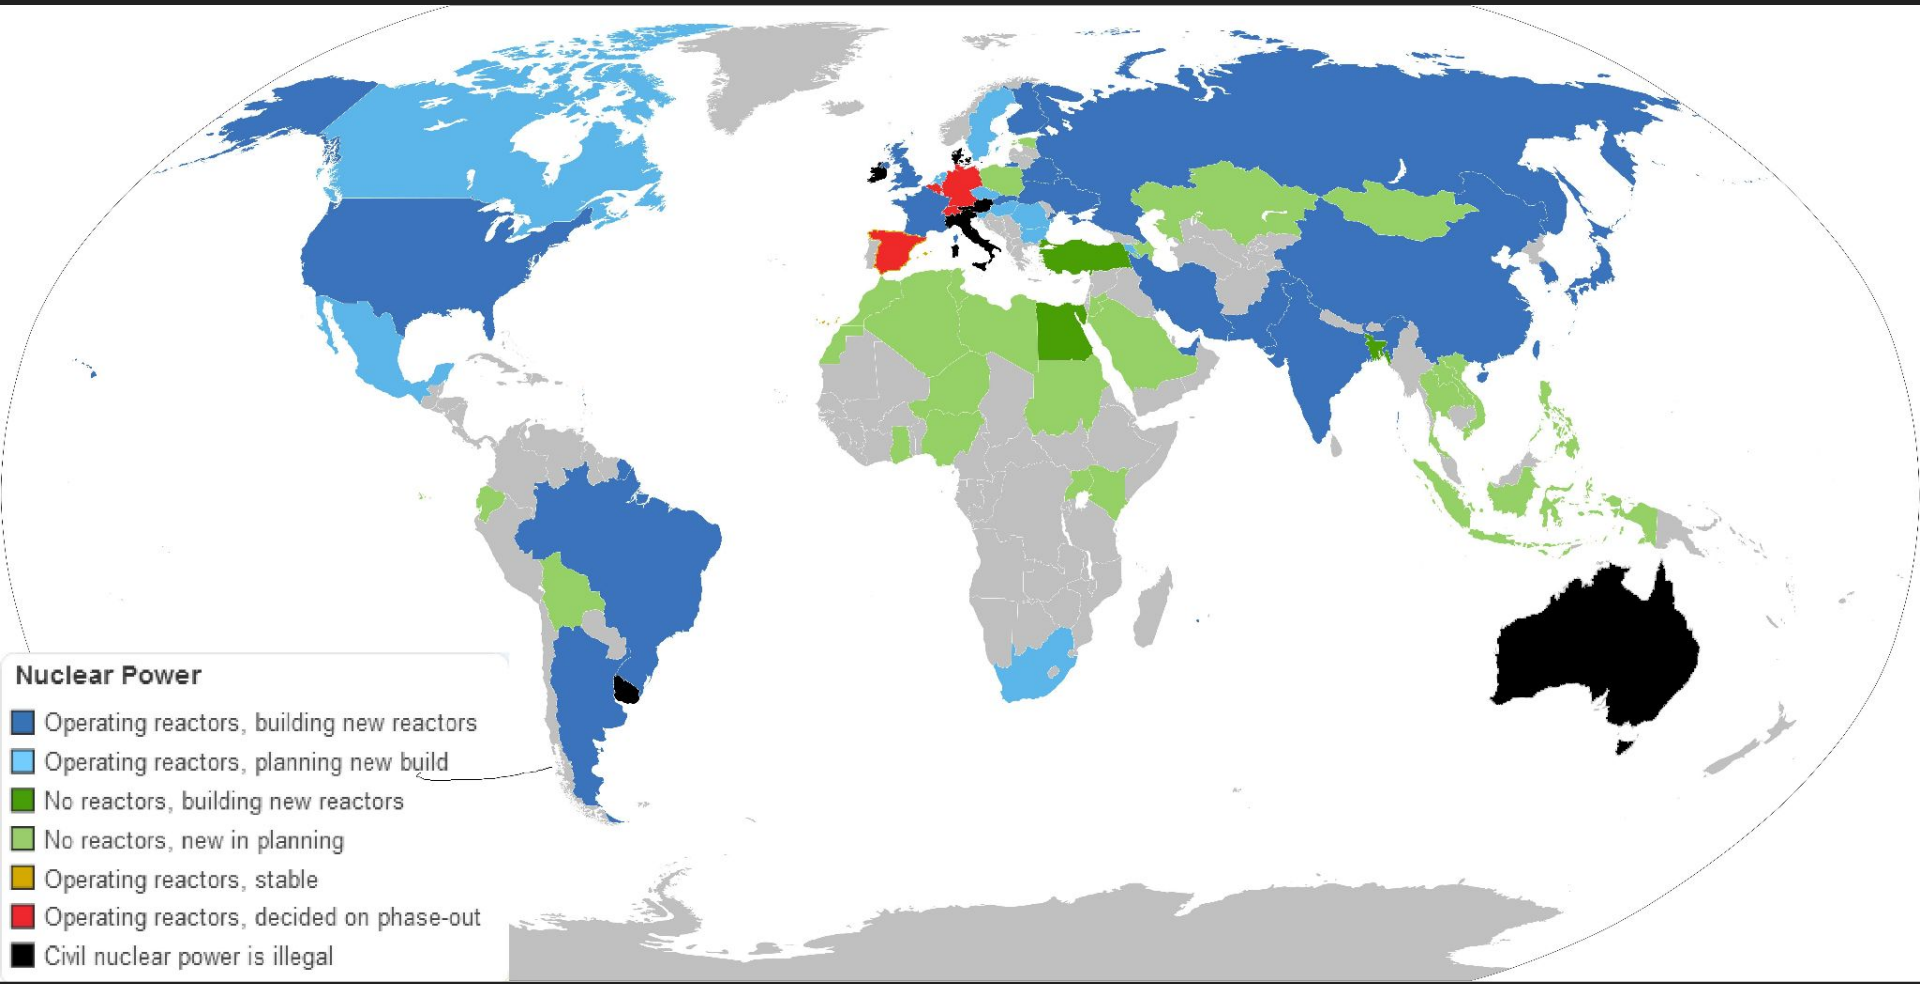 Nuclear Power
Operating reactors, building new reactors
Operating reactors, planning new build
No reactors, building new reactors
No reactors, new in planning
Operating reactors, stable
Operating reactors, decided on phase-out
Civil nuclear power is illegal